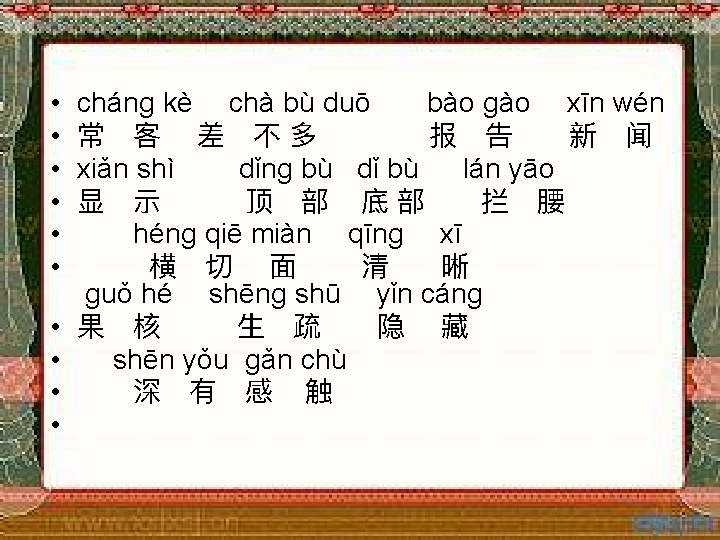 • cháng kè chà bù duō bào gào xīn wén
• 常 客 差 不 多 报 告 新 闻
• xiǎn shì dǐng bù dǐ bù lán yāo
• 显 示 顶 部 底 部 拦 腰
• héng qiē miàn qīng xī
• 横 切 面 清 晰
guǒ hé shēng shū yǐn cáng
• 果 核 生 疏 隐 藏
• shēn yǒu gǎn chù
• 深 有 感 触
•